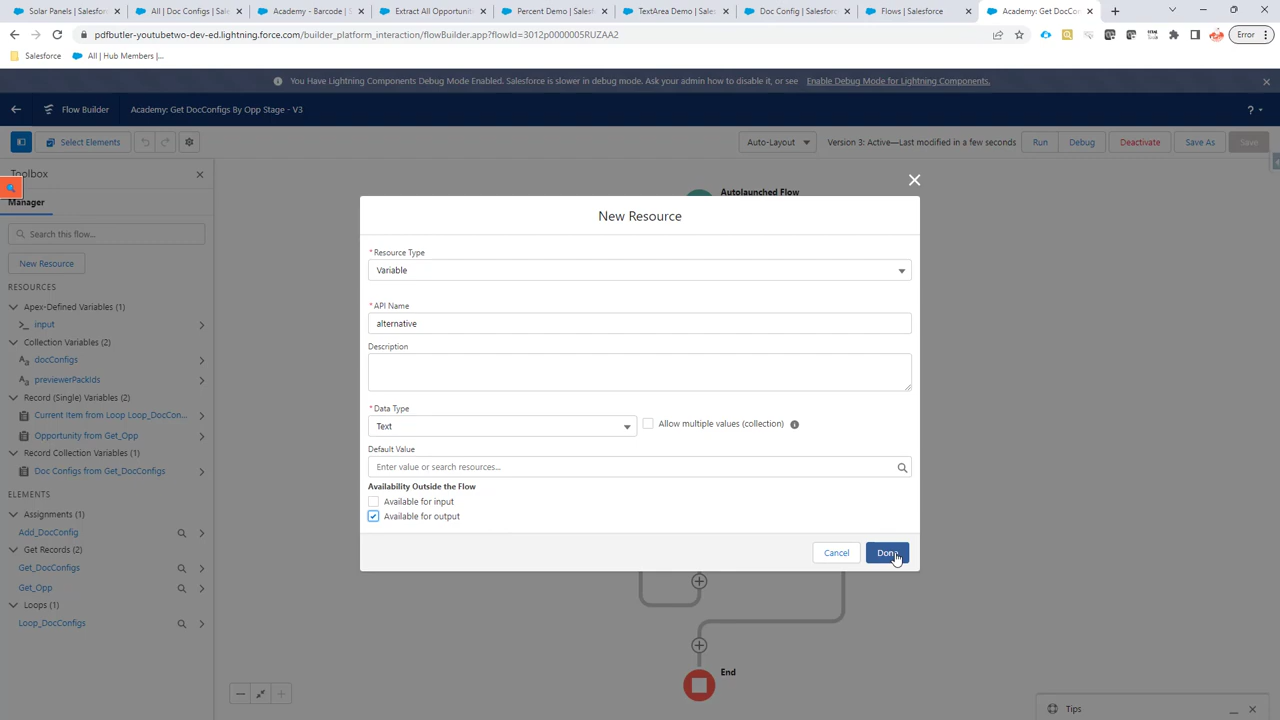 Solar Panels | Salesfor
All | Doc Configs | Sale
Academy – Barcode | S
Extract All Opportunit
Percent Demo | Salesf
TextArea Demo | Sales
Doc Config | Salesforc
Flows | Salesforce
Academy: Get DocCon
pdfbutler-youtubetwo-dev-ed.lightning.force.com/builder_platform_interaction/flowBuilder.app?flowId=3012p0000005RUZAA2
Error
Salesforce
All | Hub Members |...
You Have Lightning Components Debug Mode Enabled. Salesforce is slower in debug mode. Ask your admin how to disable it, or see Enable Debug Mode for Lightning Components.
Flow Builder
Academy: Get DocConfigs By Opp Stage - V3
?
Select Elements
Auto-Layout
Version 3: Active—Last modified in a few seconds
Run
Debug
Deactivate
Save As
Save
Toolbox
Manager
Search this flow...
New Resource
RESOURCES
Apex-Defined Variables (1)
input
Collection Variables (2)
docConfigs
previewerPackIds
Record (Single) Variables (2)
Current Item from Loop Loop_DocCon...
Opportunity from Get_Opp
Record Collection Variables (1)
Doc Configs from Get_DocConfigs
ELEMENTS
Assignments (1)
Add_DocConfig
Get Records (2)
Get_DocConfigs
Get_Opp
Loops (1)
Loop_DocConfigs
Autolaunched Flow
New Resource
*Resource Type
Variable
*API Name
alternative
Description
*Data Type
Text
Allow multiple values (collection)
Default Value
Enter value or search resources...
Availability Outside the Flow
Available for input
Available for output
Cancel
Done
End
Tips